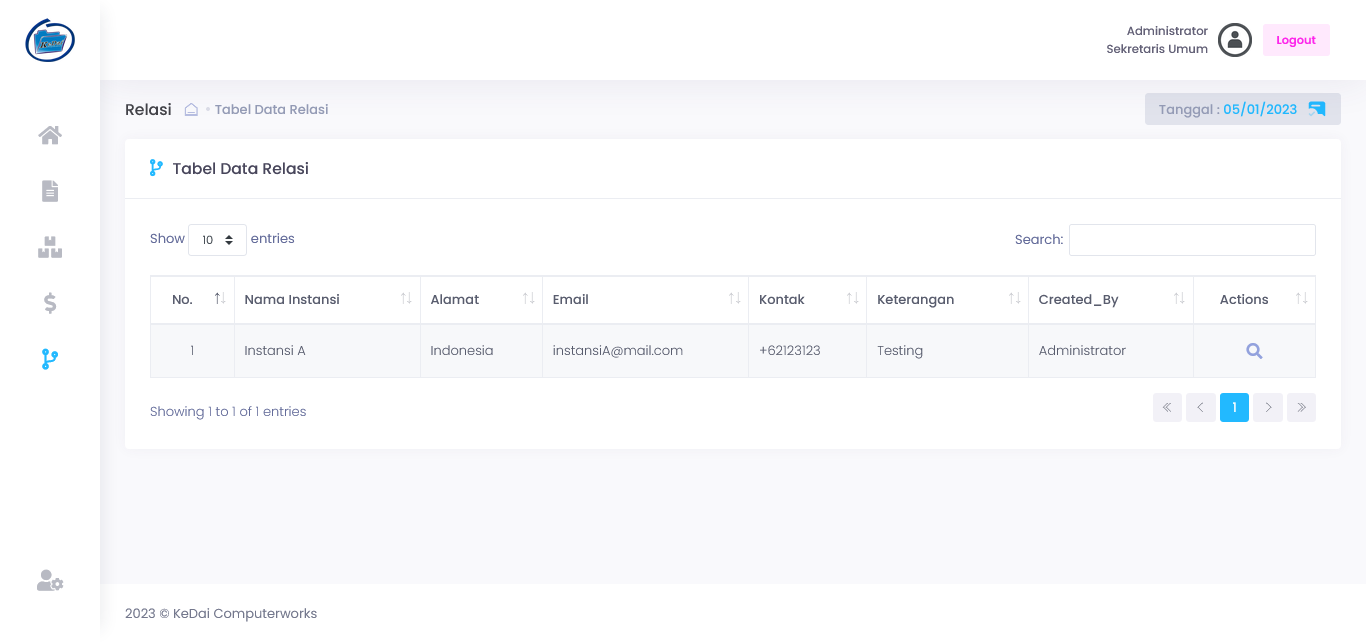 KeDai
Administrator
Sekretaris Umum
Logout
Relasi • Tabel Data Relasi
Tanggal : 05/01/2023
Tabel Data Relasi
Show 10 entries
Search:
No. Nama Instansi Alamat Email Kontak Keterangan Created_By Actions
1 Instansi A Indonesia instansiA@mail.com +62123123 Testing Administrator
Showing 1 to 1 of 1 entries
1
2023 © KeDai Computerworks